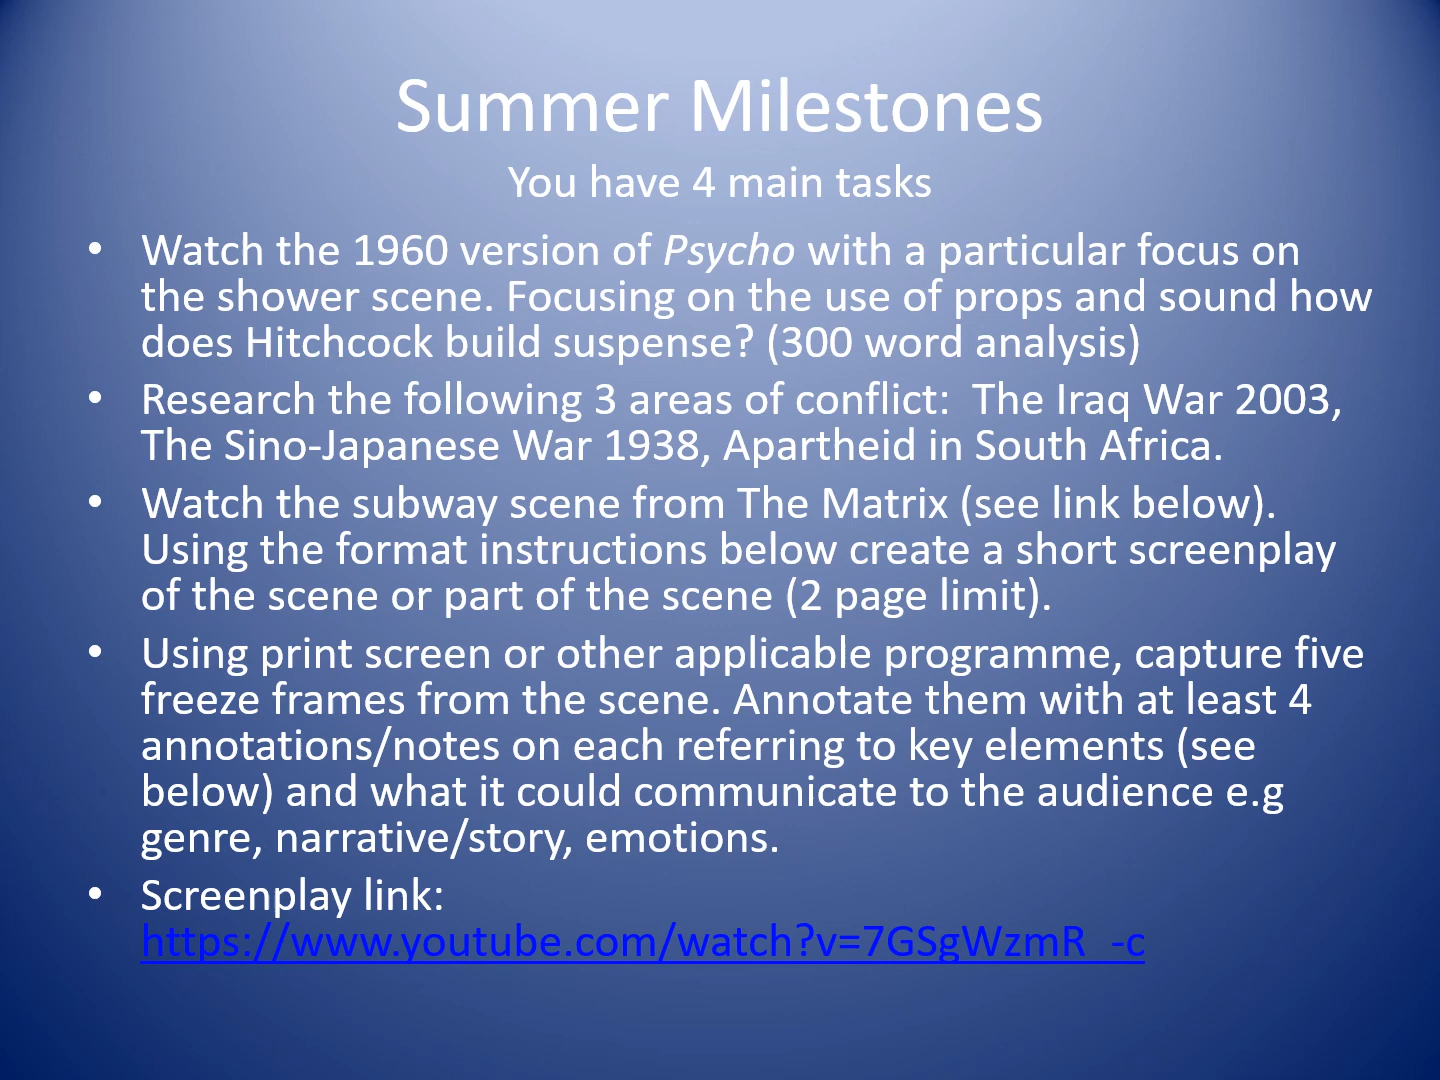 Summer Milestones
You have 4 main tasks
• Watch the 1960 version of Psycho with a particular focus on
the shower scene. Focusing on the use of props and sound how
does Hitchcock build suspense? (300 word analysis)
• Research the following 3 areas of conflict:  The Iraq War 2003,
The Sino-Japanese War 1938, Apartheid in South Africa.
• Watch the subway scene from The Matrix (see link below).
Using the format instructions below create a short screenplay
of the scene or part of the scene (2 page limit).
• Using print screen or other applicable programme, capture five
freeze frames from the scene. Annotate them with at least 4
annotations/notes on each referring to key elements (see
below) and what it could communicate to the audience e.g
genre, narrative/story, emotions.
• Screenplay link:
https://www.youtube.com/watch?v=7GSgWzmR_-c